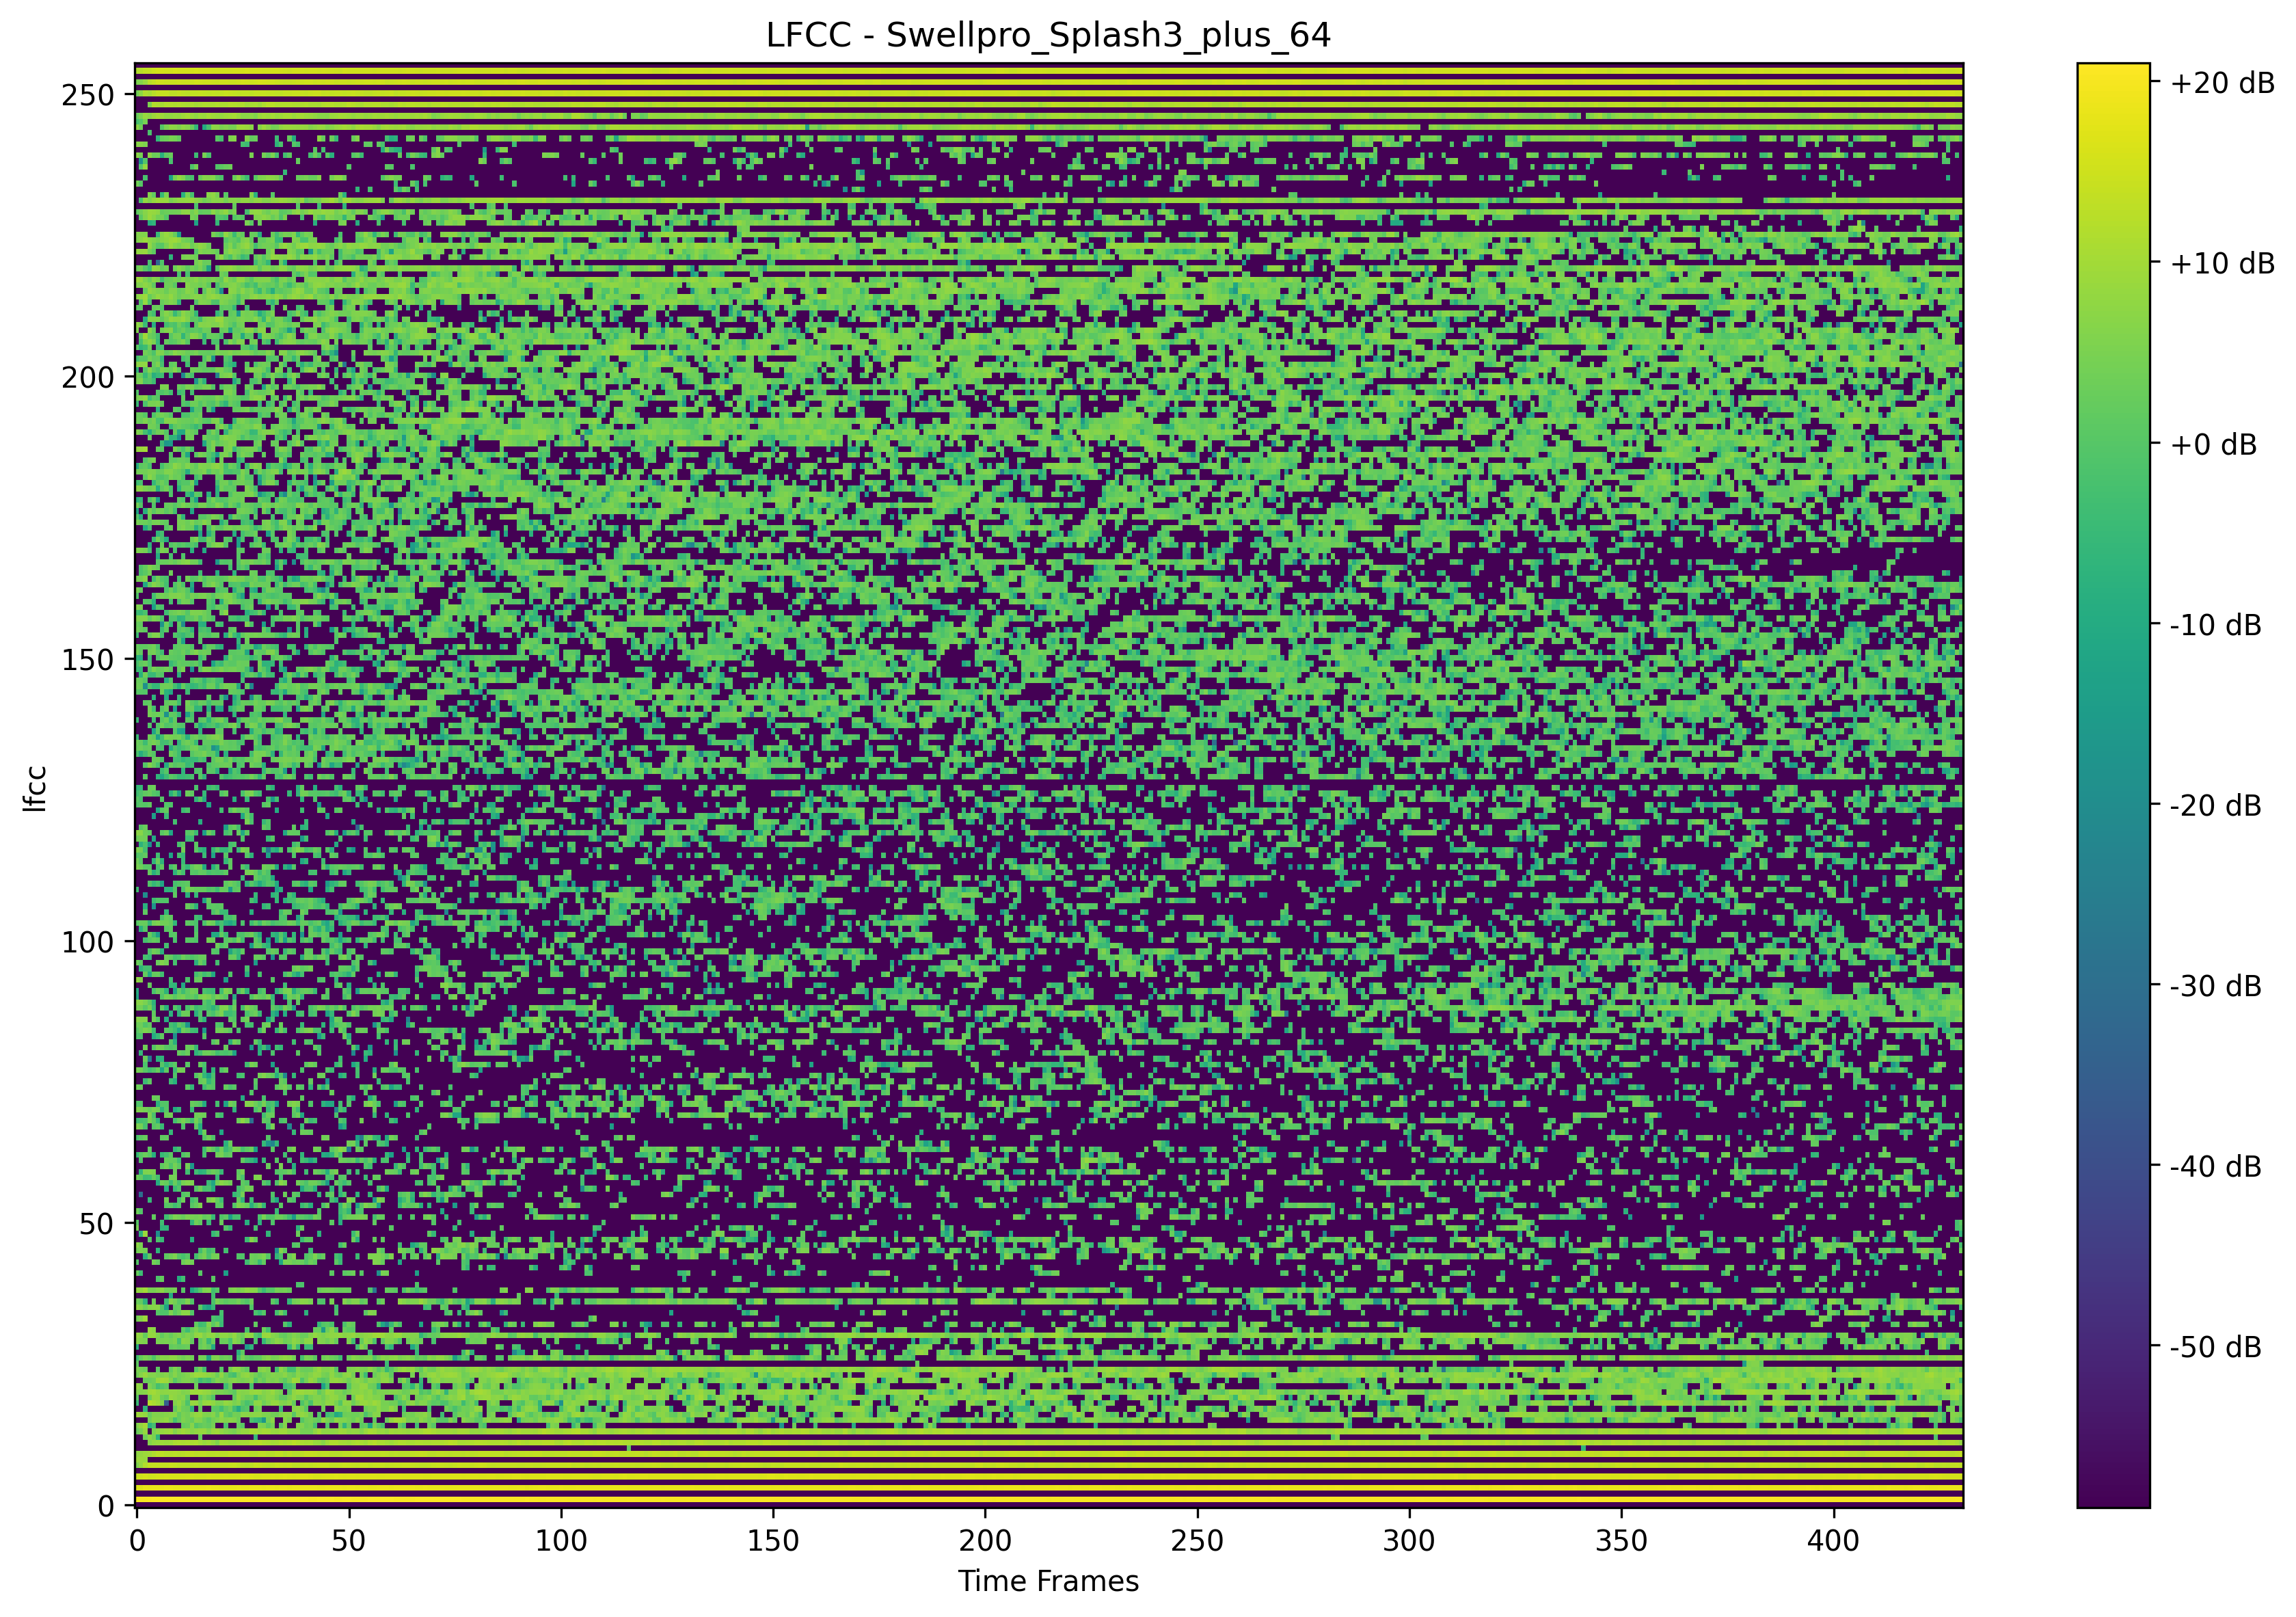 LFCC - Swellpro_Splash3_plus_64
250
200
150
100
50
0
lfcc
0 50 100 150 200 250 300 350 400
Time Frames
+20 dB
+10 dB
+0 dB
-10 dB
-20 dB
-30 dB
-40 dB
-50 dB